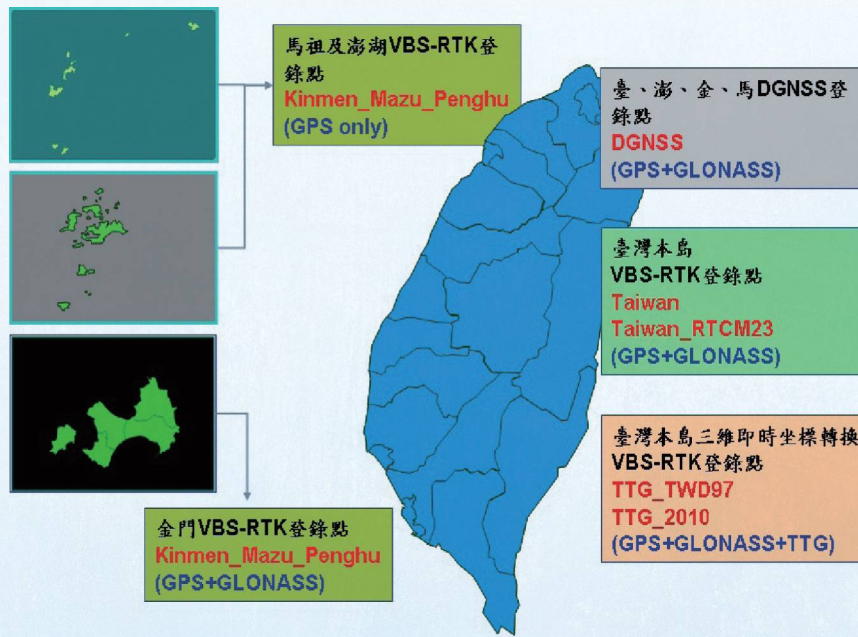 馬祖及澎湖VBS-RTK登
錄點
Kinmen_Mazu_Penghu
(GPS only)
臺、澎、金、馬DGNSS登
錄點
DGNSS
(GPS+GLONASS)
臺灣本島
VBS-RTK登錄點
Taiwan
Taiwan_RTCM23
(GPS+GLONASS)
臺灣本島三維即時坐標轉換
VBS-RTK登錄點
TTG_TWD97
TTG_2010
(GPS+GLONASS+TTG)
金門VBS-RTK登錄點
Kinmen_Mazu_Penghu
(GPS+GLONASS)